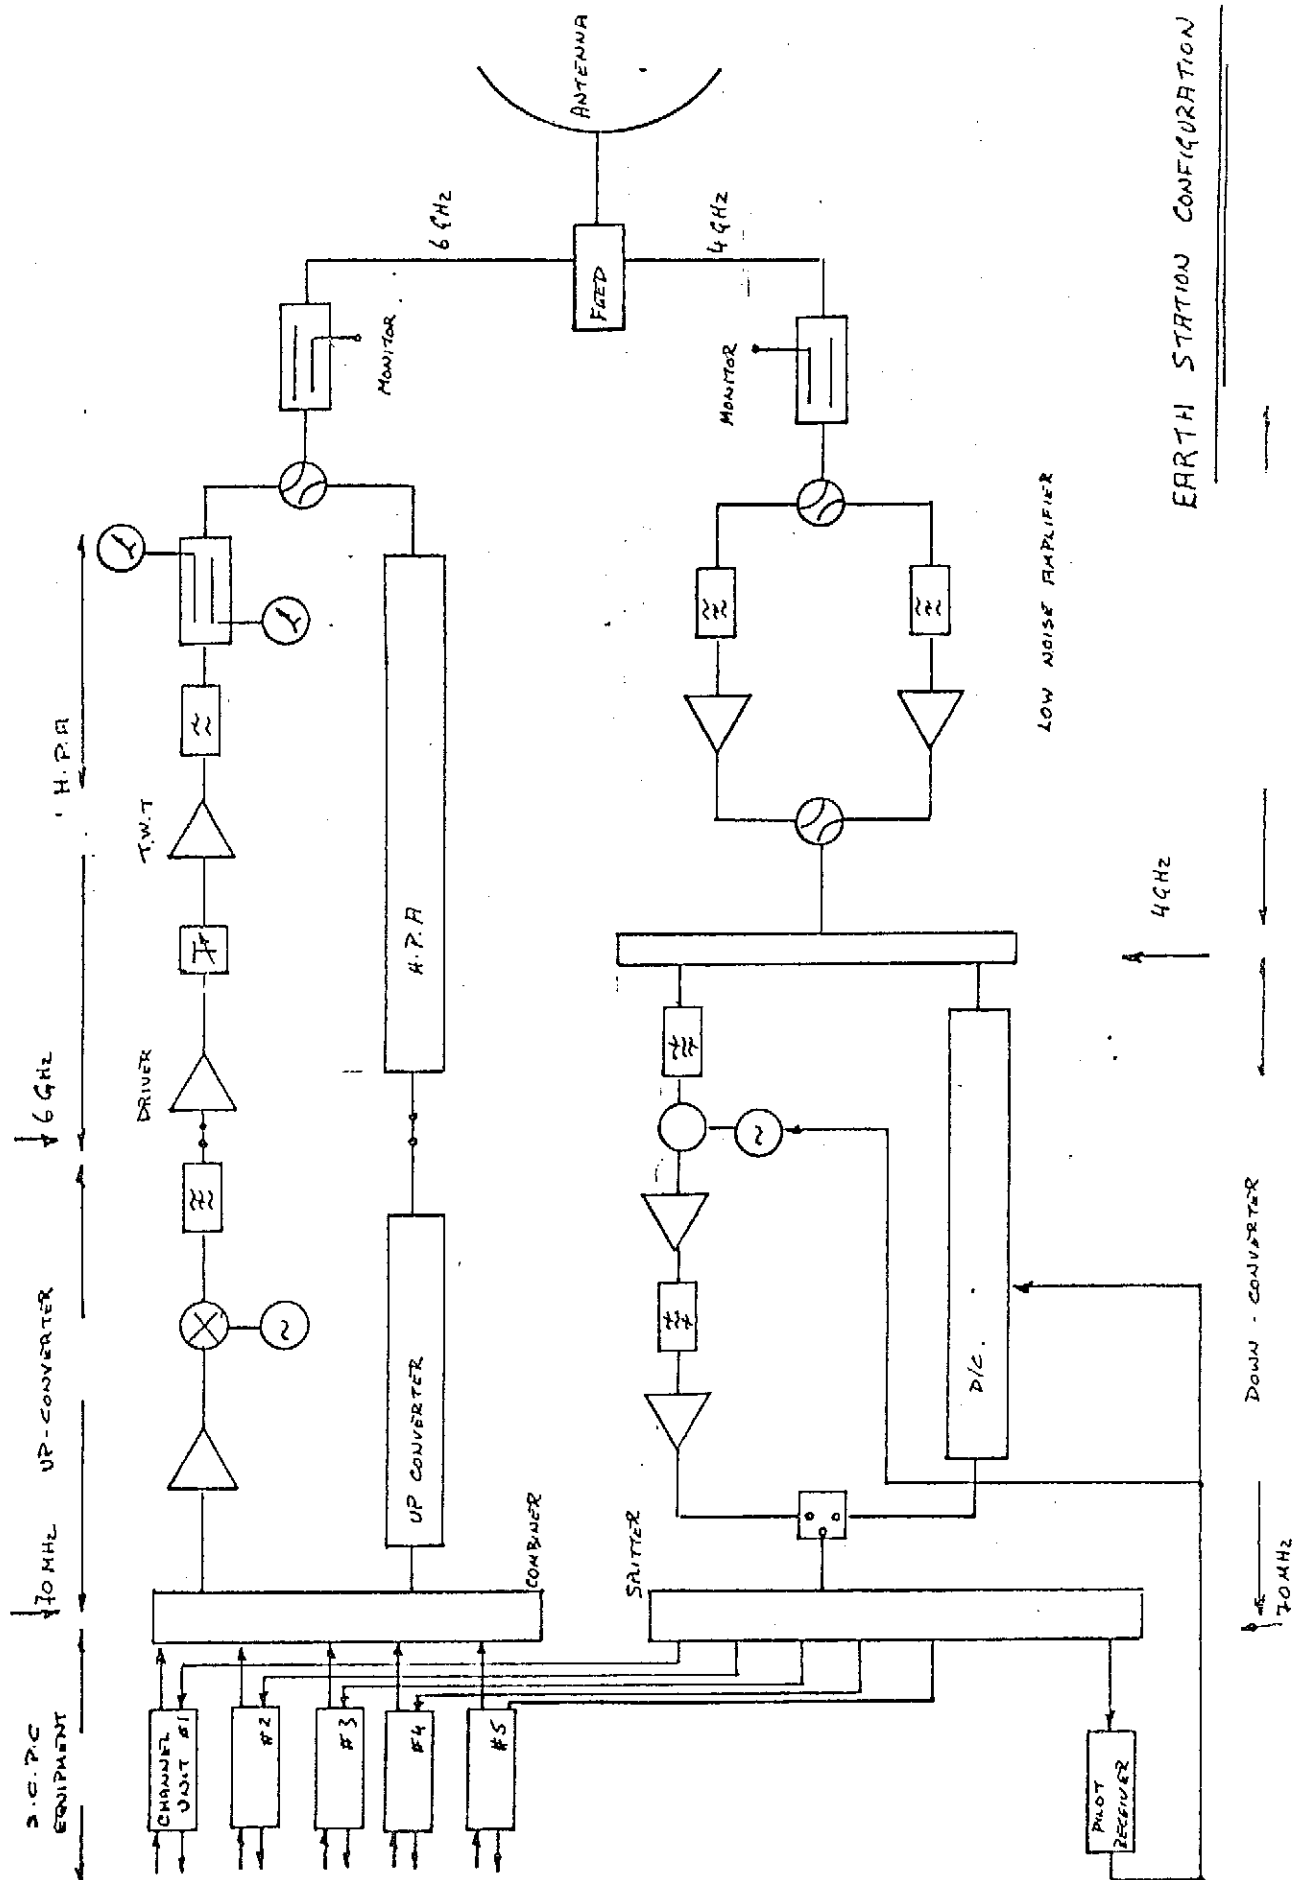 S.C.P.C
EQUIPMENT
70 MHz
UP-CONVERTER
6 GHz
H.P.A
CHANNEL
UNIT #1
#2
#3
#4
#5
COMBINER
UP CONVERTER
DRIVER
T.W.T
H.P.A
MONITOR
6 GHz
FEED
ANTENNA
4 GHz
MONITOR
SPLITTER
LOW NOISE AMPLIFIER
D/C.
PILOT
RECEIVER
70 MHz
DOWN-CONVERTER
4 GHz
EARTH STATION CONFIGURATION